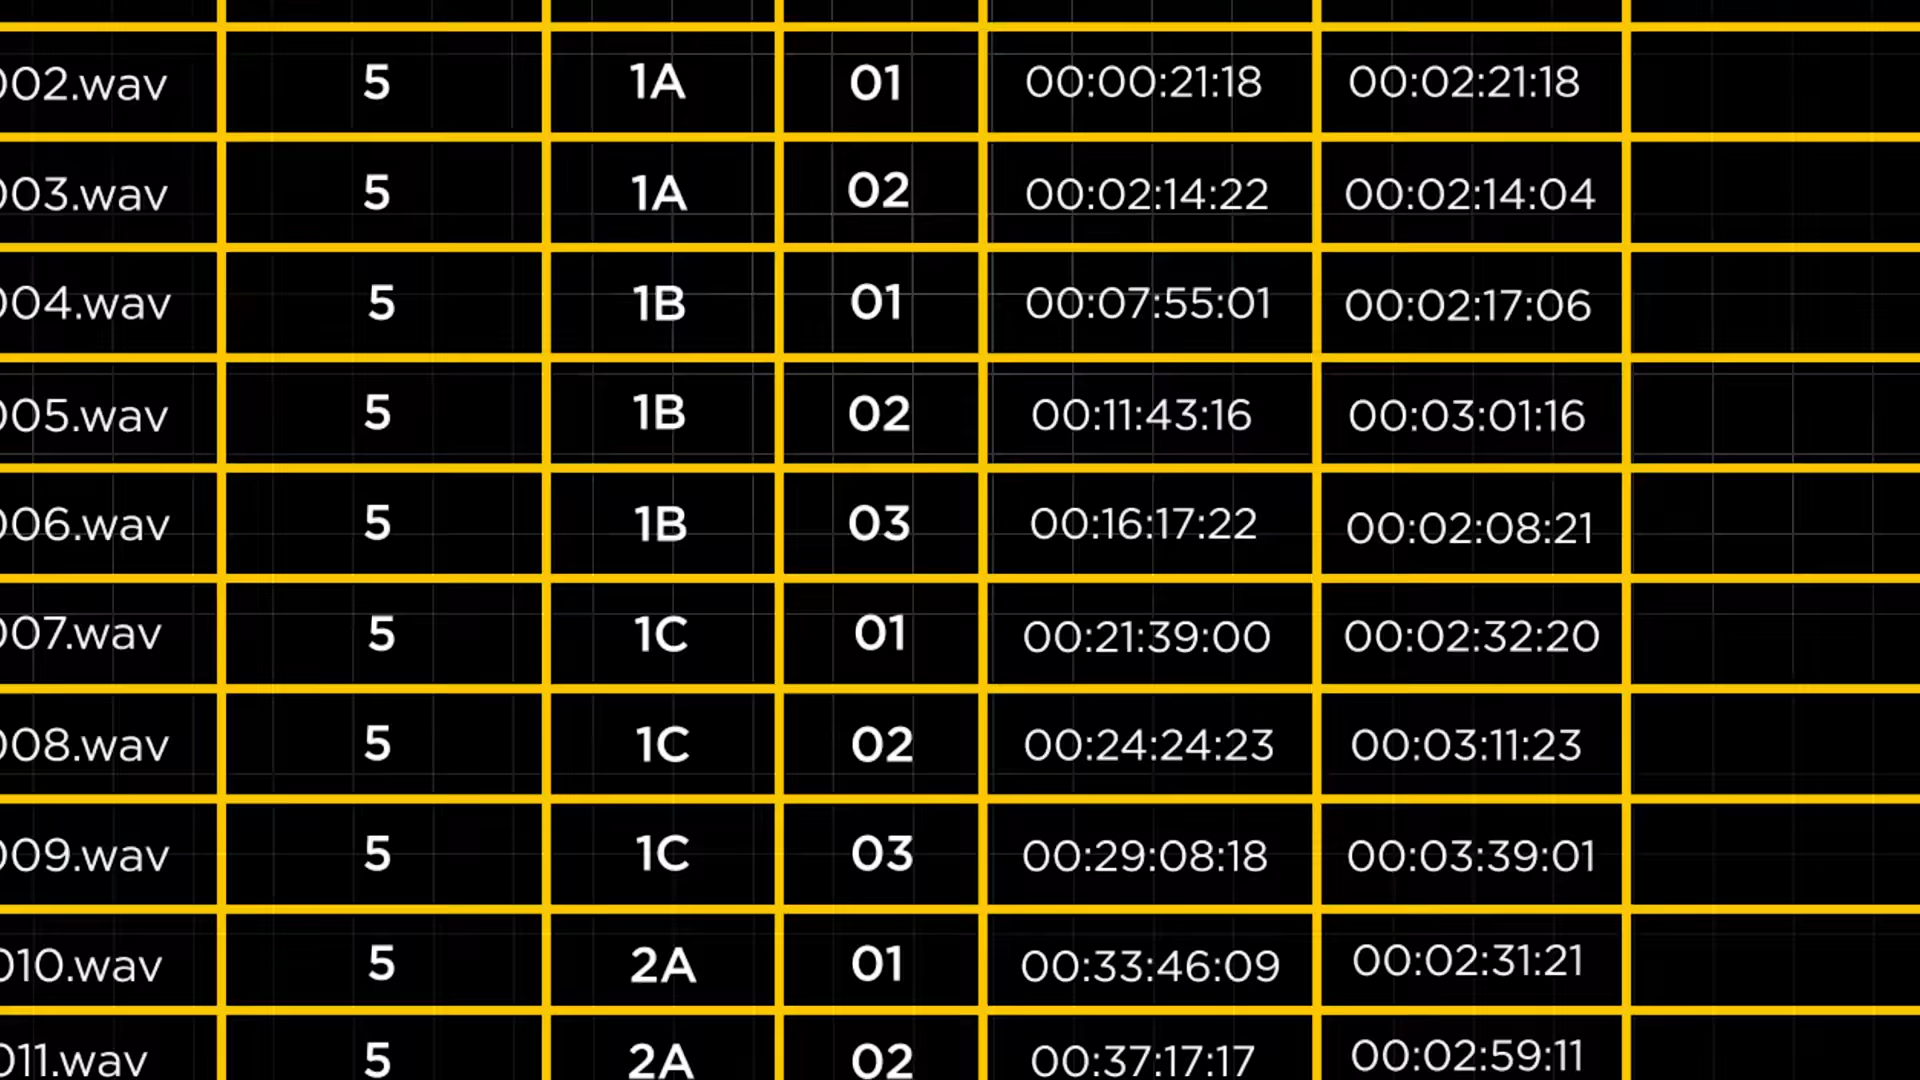 002.wav 5 1A 01 00:00:21:18 00:02:21:18
003.wav 5 1A 02 00:02:14:22 00:02:14:04
004.wav 5 1B 01 00:07:55:01 00:02:17:06
005.wav 5 1B 02 00:11:43:16 00:03:01:16
006.wav 5 1B 03 00:16:17:22 00:02:08:21
007.wav 5 1C 01 00:21:39:00 00:02:32:20
008.wav 5 1C 02 00:24:24:23 00:03:11:23
009.wav 5 1C 03 00:29:08:18 00:03:39:01
010.wav 5 2A 01 00:33:46:09 00:02:31:21
011.wav 5 2A 02 00:37:17:17 00:02:59:11